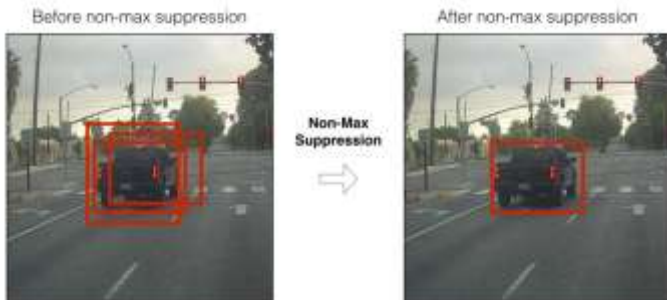 Before non-max suppression
After non-max suppression
Non-Max
Suppression